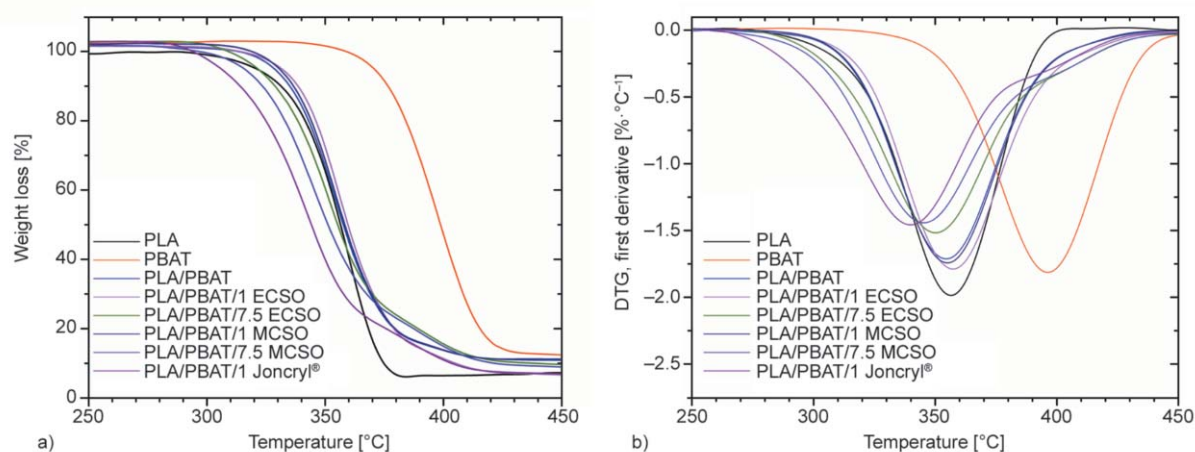 100
80
60
40
20
0
Weight loss [%]
PLA
PBAT
PLA/PBAT
PLA/PBAT/1 ECSO
PLA/PBAT/7.5 ECSO
PLA/PBAT/1 MCSO
PLA/PBAT/7.5 MCSO
PLA/PBAT/1 Joncryl®
250 300 350 400 450
a) Temperature [°C]
0.0
–0.5
–1.0
–1.5
–2.0
–2.5
DTG, first derivative [%·°C⁻¹]
PLA
PBAT
PLA/PBAT
PLA/PBAT/1 ECSO
PLA/PBAT/7.5 ECSO
PLA/PBAT/1 MCSO
PLA/PBAT/7.5 MCSO
PLA/PBAT/1 Joncryl®
250 300 350 400 450
b) Temperature [°C]